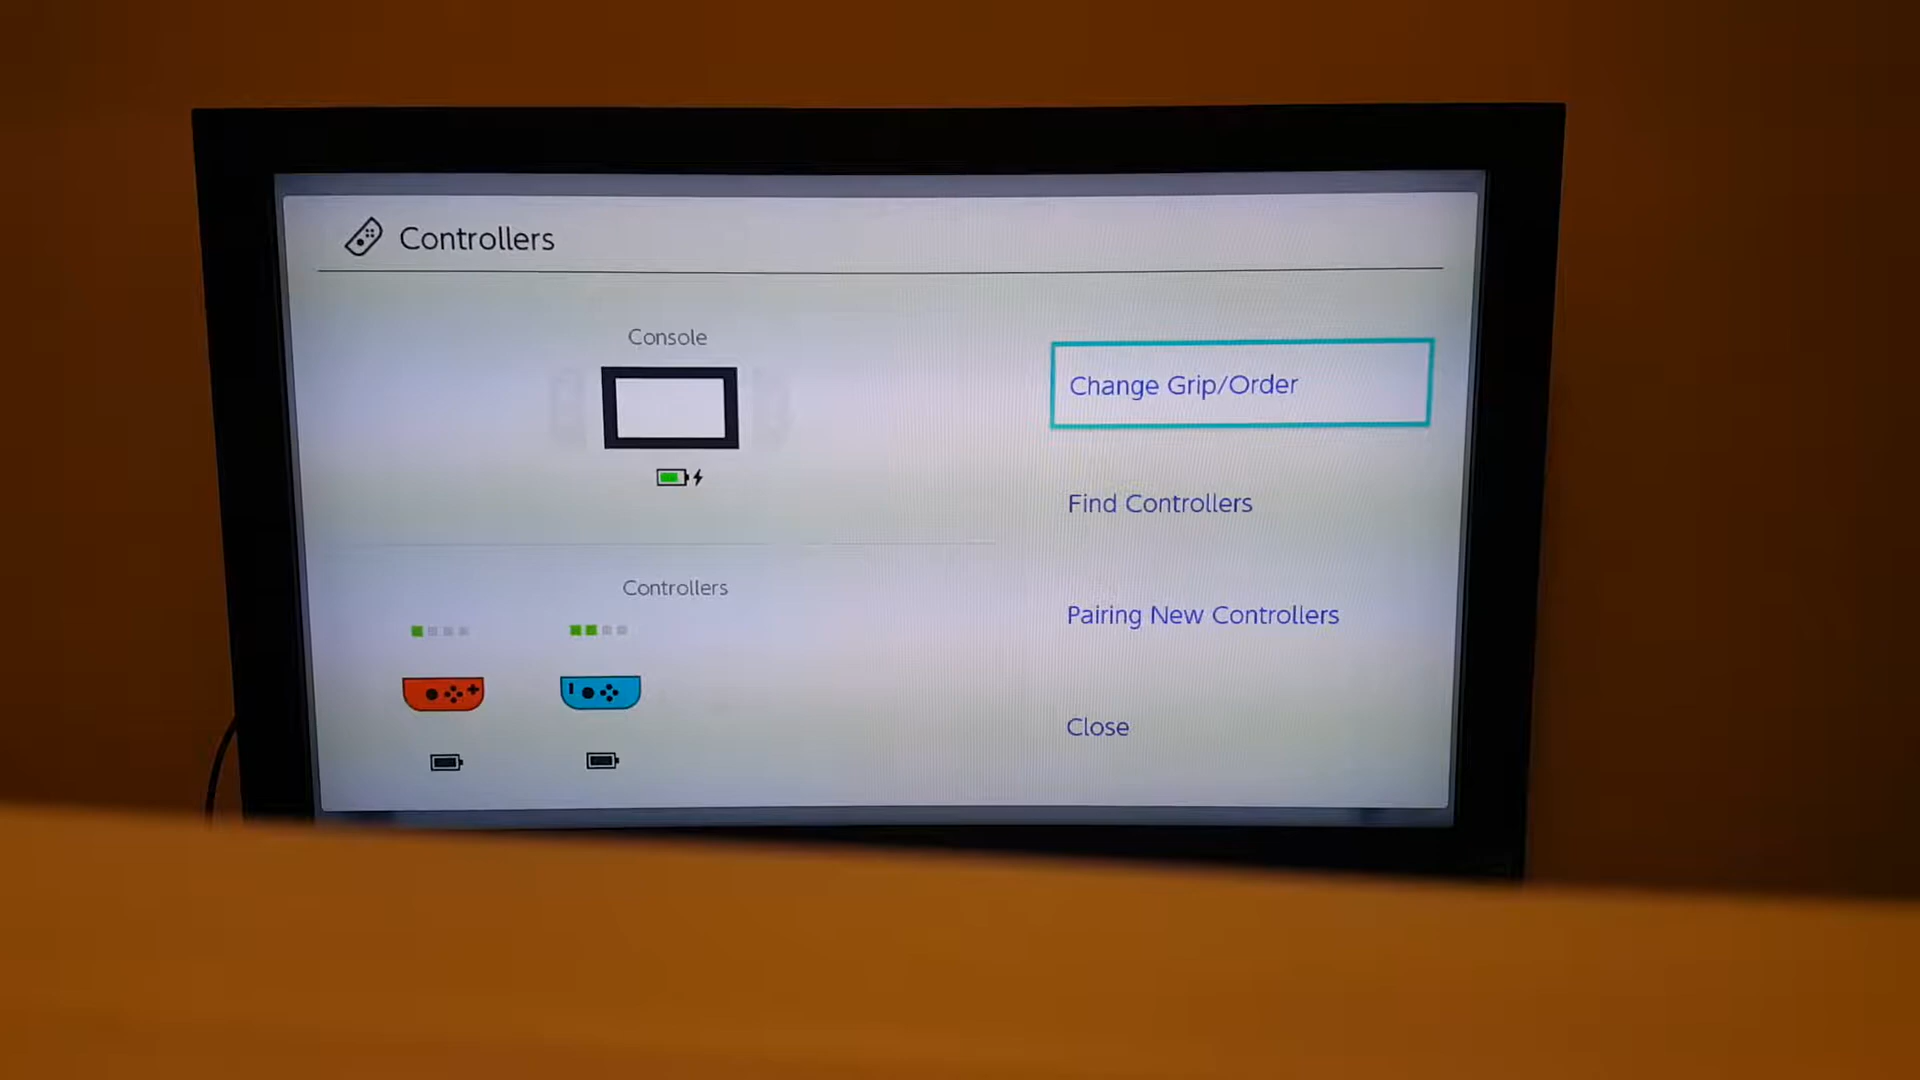 Controllers
Console
Change Grip/Order
Find Controllers
Controllers
Pairing New Controllers
Close